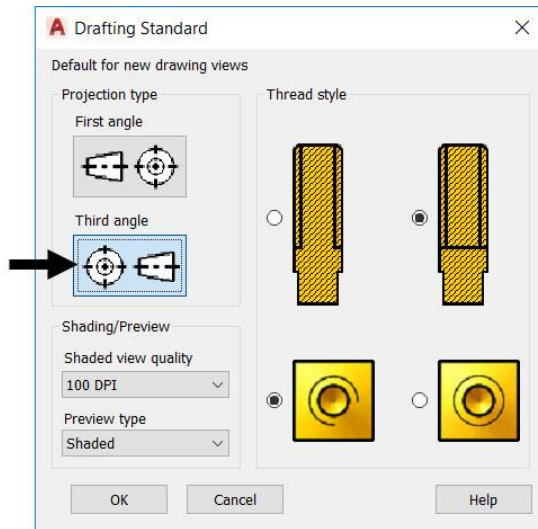 Drafting Standard
Default for new drawing views
Projection type
First angle
Third angle
Shading/Preview
Shaded view quality
100 DPI
Preview type
Shaded
Thread style
OK
Cancel
Help